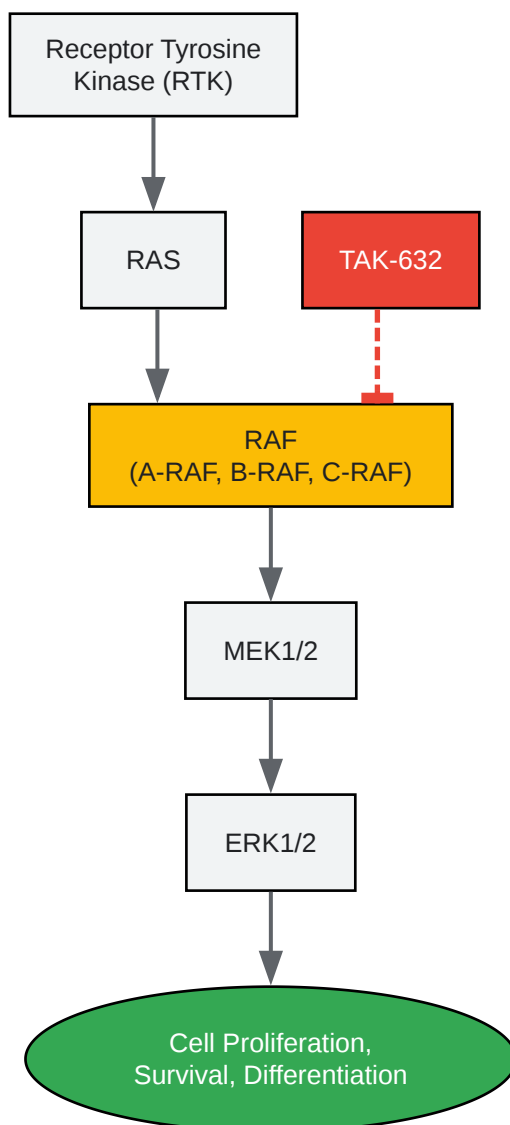 Receptor Tyrosine
Kinase (RTK)
RAS
TAK-632
RAF
(A-RAF, B-RAF, C-RAF)
MEK1/2
ERK1/2
Cell Proliferation,
Survival, Differentiation